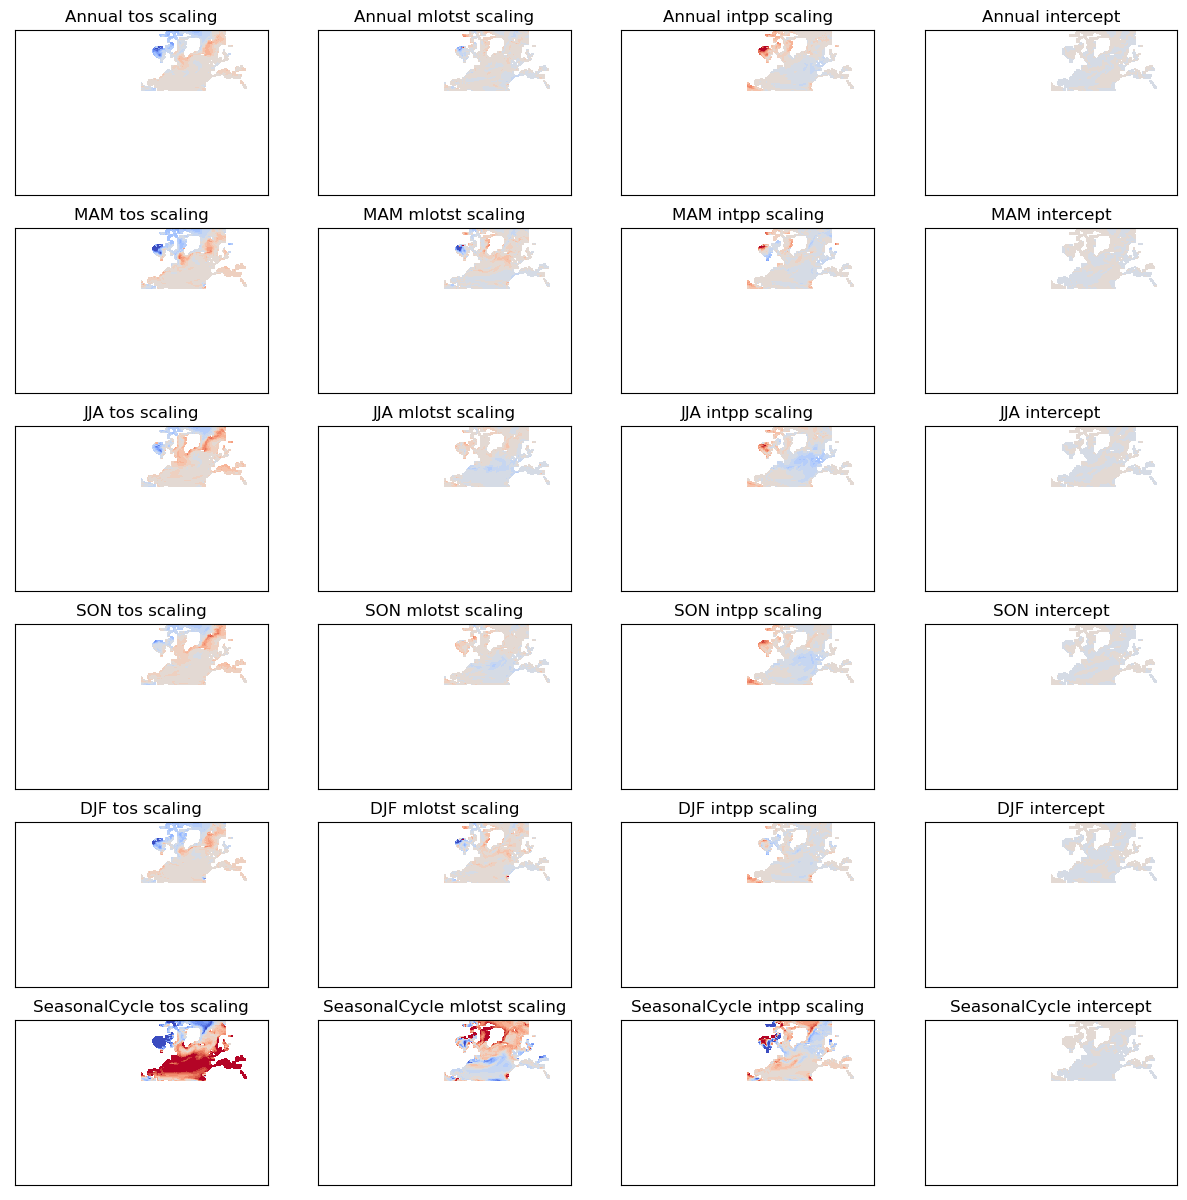 Annual tos scaling
Annual mlotst scaling
Annual intpp scaling
Annual intercept
MAM tos scaling
MAM mlotst scaling
MAM intpp scaling
MAM intercept
JJA tos scaling
JJA mlotst scaling
JJA intpp scaling
JJA intercept
SON tos scaling
SON mlotst scaling
SON intpp scaling
SON intercept
DJF tos scaling
DJF mlotst scaling
DJF intpp scaling
DJF intercept
SeasonalCycle tos scaling
SeasonalCycle mlotst scaling
SeasonalCycle intpp scaling
SeasonalCycle intercept